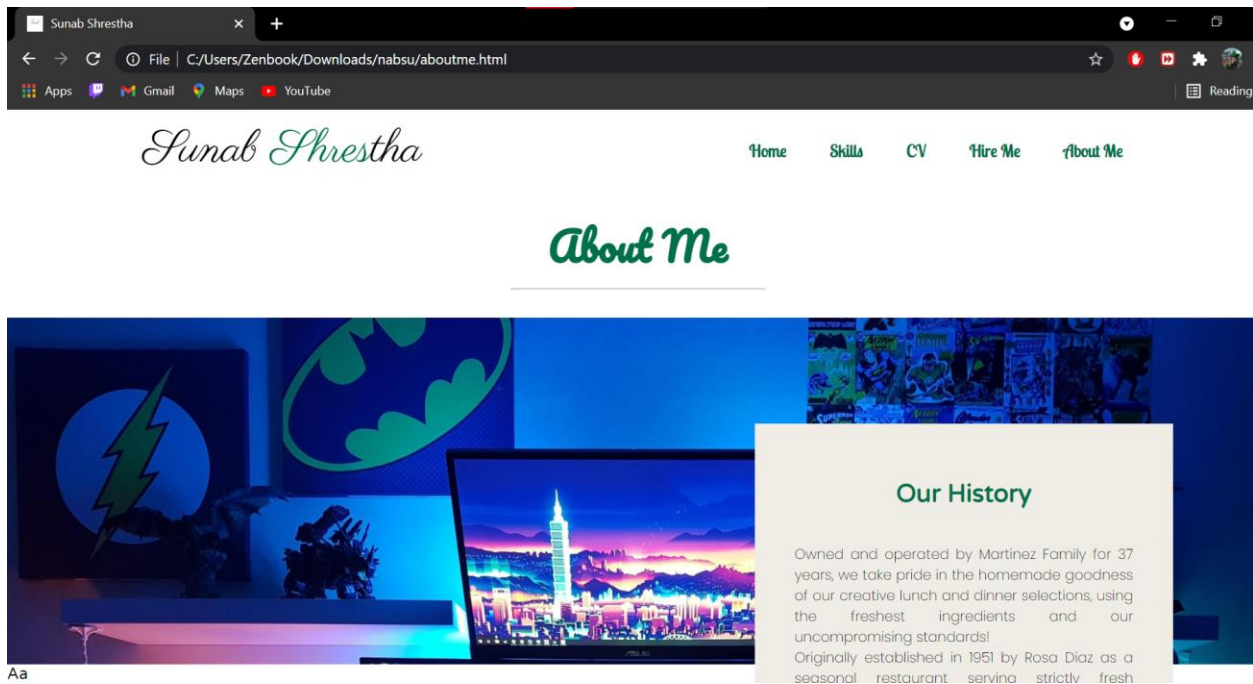 Sunab Shrestha
File | C:/Users/Zenbook/Downloads/nabsu/aboutme.html
Apps Gmail Maps YouTube Reading
Sunab Shrestha
Home Skills CV Hire Me About Me
About Me
SUPERMAN
Our History
Owned and operated by Martinez Family for 37
years, we take pride in the homemade goodness
of our creative lunch and dinner selections, using
the freshest ingredients and our
uncompromising standards!
Originally established in 1951 by Rosa Diaz as a
seasonal restaurant serving strictly fresh
ASUS
Aa